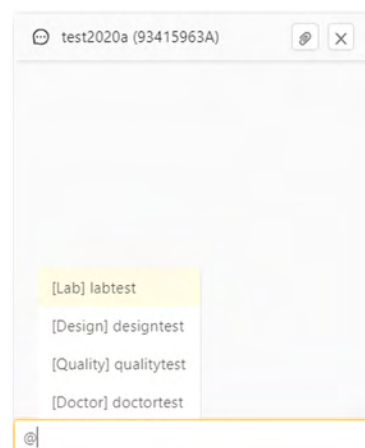 test2020a (93415963A)
[Lab] labtest
[Design] designtest
[Quality] qualitytest
[Doctor] doctortest
@